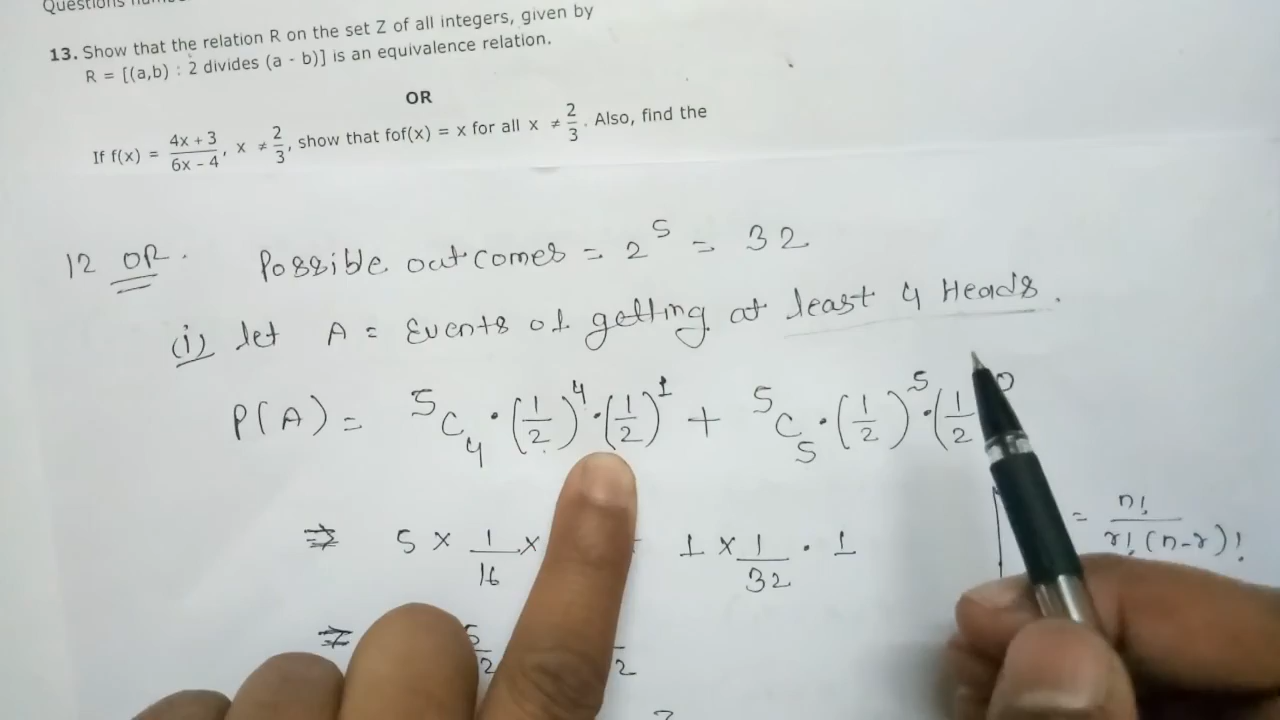 Questions
13. Show that the relation R on the set Z of all integers, given by
R = [(a,b) : 2 divides (a - b)] is an equivalence relation.
OR
If f(x) = (4x + 3)/(6x – 4), x ≠ 2/3, show that fof(x) = x for all x ≠ 2/3. Also, find the
12 OR. Possible outcomes = 2^5 = 32
(i) let A = Events of getting at least 4 Heads.
P(A) = 5C4 · (1/2)^4 · (1/2)^1 + 5C5 · (1/2)^5 · (1/2 0
⇒ 5 × 1/16 × 1 × 1/32 · 1
= n!/(r!(n-r)!)
⇒